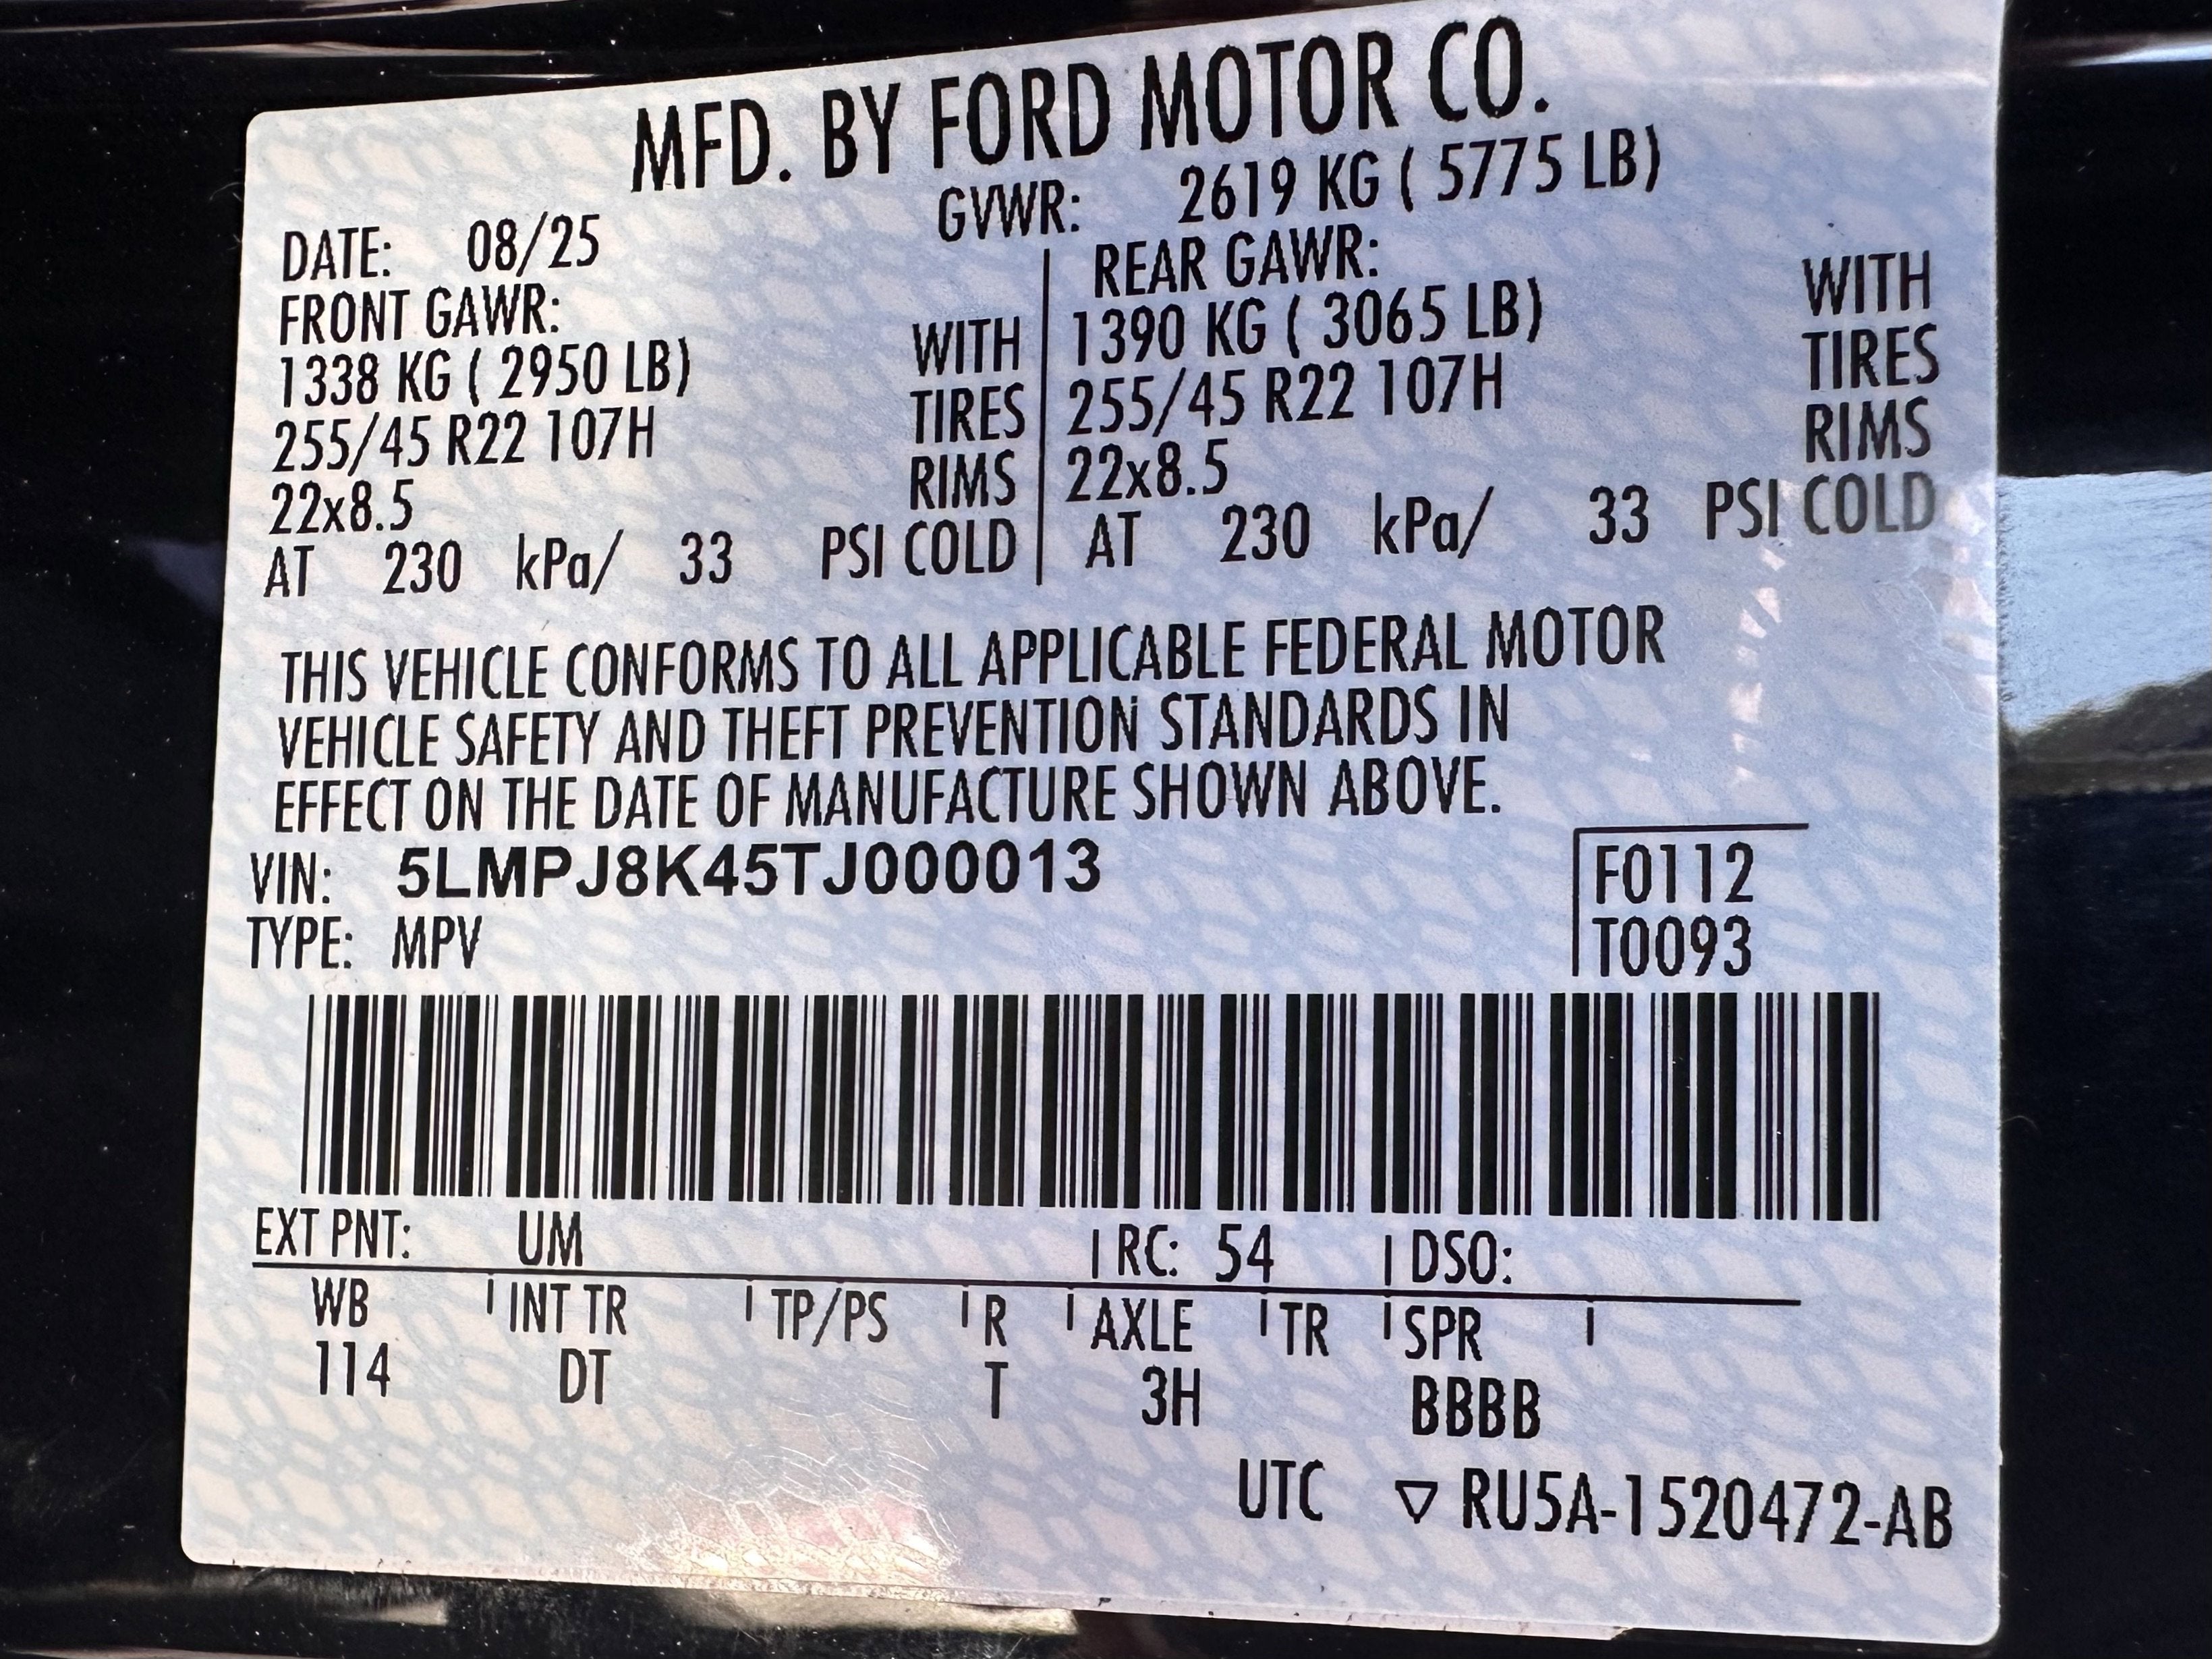 MFD. BY FORD MOTOR CO.
DATE: 08/25 GVWR: 2619 KG ( 5775 LB)
FRONT GAWR: REAR GAWR:
1338 KG ( 2950 LB) WITH 1390 KG ( 3065 LB) WITH
255/45 R22 107H TIRES 255/45 R22 107H TIRES
22x8.5 RIMS 22x8.5 RIMS
AT 230 kPa/ 33 PSI COLD AT 230 kPa/ 33 PSI COLD
THIS VEHICLE CONFORMS TO ALL APPLICABLE FEDERAL MOTOR
VEHICLE SAFETY AND THEFT PREVENTION STANDARDS IN
EFFECT ON THE DATE OF MANUFACTURE SHOWN ABOVE.
VIN: 5LMPJ8K45TJ000013 F0112
TYPE: MPV T0093
EXT PNT: UM RC: 54 DSO:
WB INT TR TP/PS R AXLE TR SPR
114 DT T 3H BBBB
UTC ▽ RU5A-1520472-AB